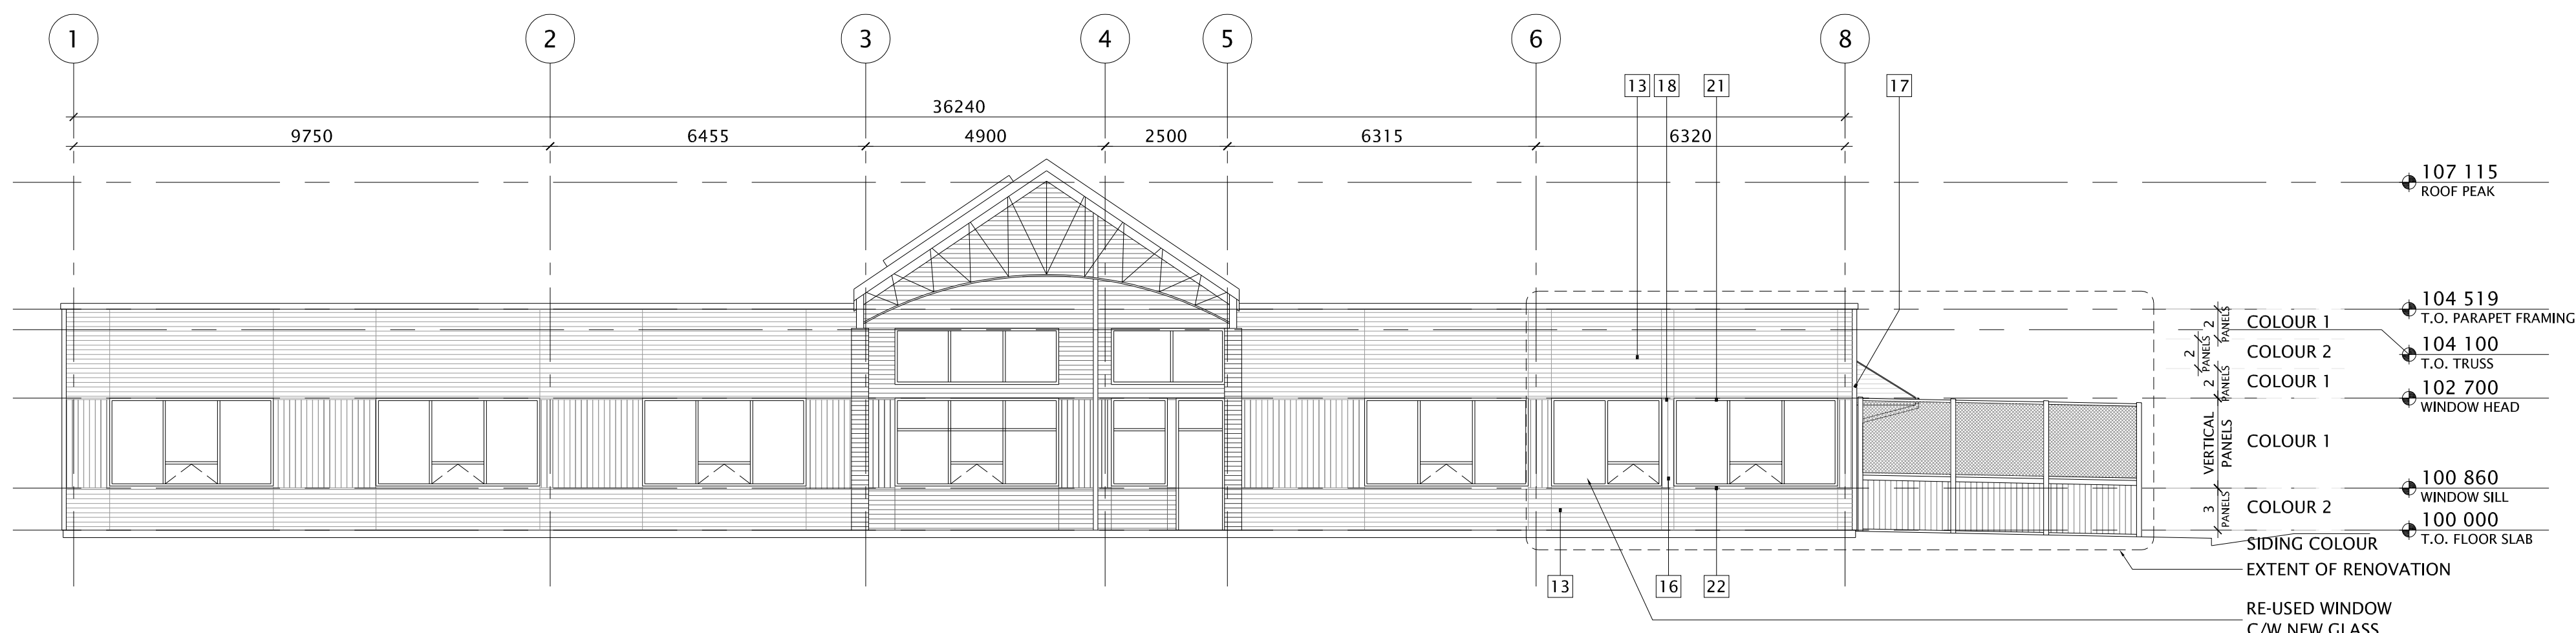 1 2 3 4 5 6 8
13 18 21 17
36240
9750 6455 4900 2500 6315 6320
107 115
ROOF PEAK
104 519
T.O. PARAPET FRAMING
2 PANELS
COLOUR 1
104 100
T.O. TRUSS
2 PANELS
COLOUR 2
2 PANELS
COLOUR 1
102 700
WINDOW HEAD
VERTICAL
PANELS
COLOUR 1
100 860
WINDOW SILL
3 PANELS
COLOUR 2
100 000
T.O. FLOOR SLAB
SIDING COLOUR
EXTENT OF RENOVATION
13 16 22
RE-USED WINDOW
C/W NEW GLASS